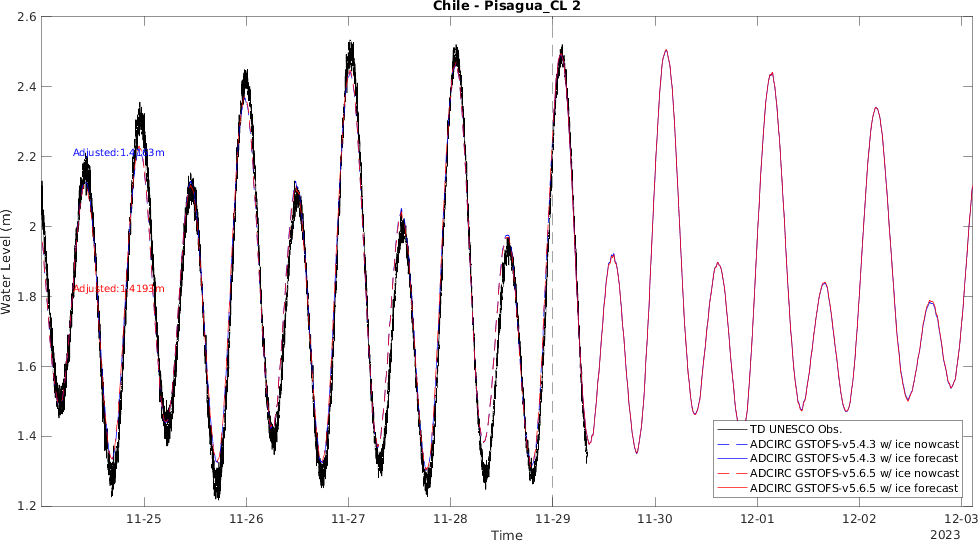 Chile - Pisagua_CL 2
2.6
2.4
2.2
2
1.8
1.6
1.4
1.2
Water Level (m)
Adjusted:1.4193m
TD UNESCO Obs.
ADCIRC GSTOFS-v5.4.3 w/ ice nowcast
ADCIRC GSTOFS-v5.4.3 w/ ice forecast
ADCIRC GSTOFS-v5.6.5 w/ ice nowcast
ADCIRC GSTOFS-v5.6.5 w/ ice forecast
11-25
11-26
11-27
11-28
11-29
11-30
12-01
12-02
12-03
2023
Time